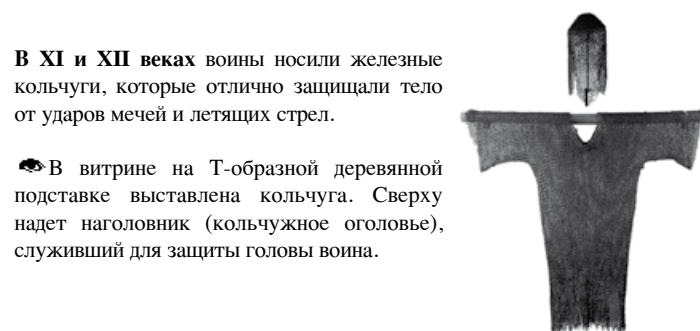 В XI и XII веках воины носили железные
кольчуги, которые отлично защищали тело
от ударов мечей и летящих стрел.
В витрине на Т-образной деревянной
подставке выставлена кольчуга. Сверху
надет наголовник (кольчужное оголовье),
служивший для защиты головы воина.